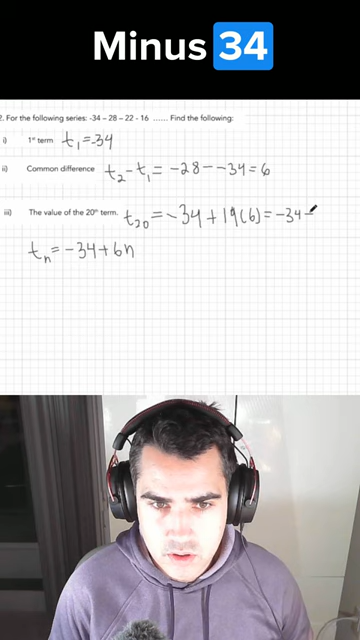 Minus 34
2. For the following series: -34 – 28 – 22 - 16 ...... Find the following:
i) 1st term t₁ = -34
ii) Common difference t₂ - t₁ = -28 - -34 = 6
iii) The value of the 20th term. t₂₀ = -34 + 19(6) = -34 -
tₙ = -34 + 6n